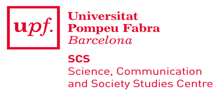 upf.
Universitat
Pompeu Fabra
Barcelona
SCS
Science, Communication
and Society Studies Centre